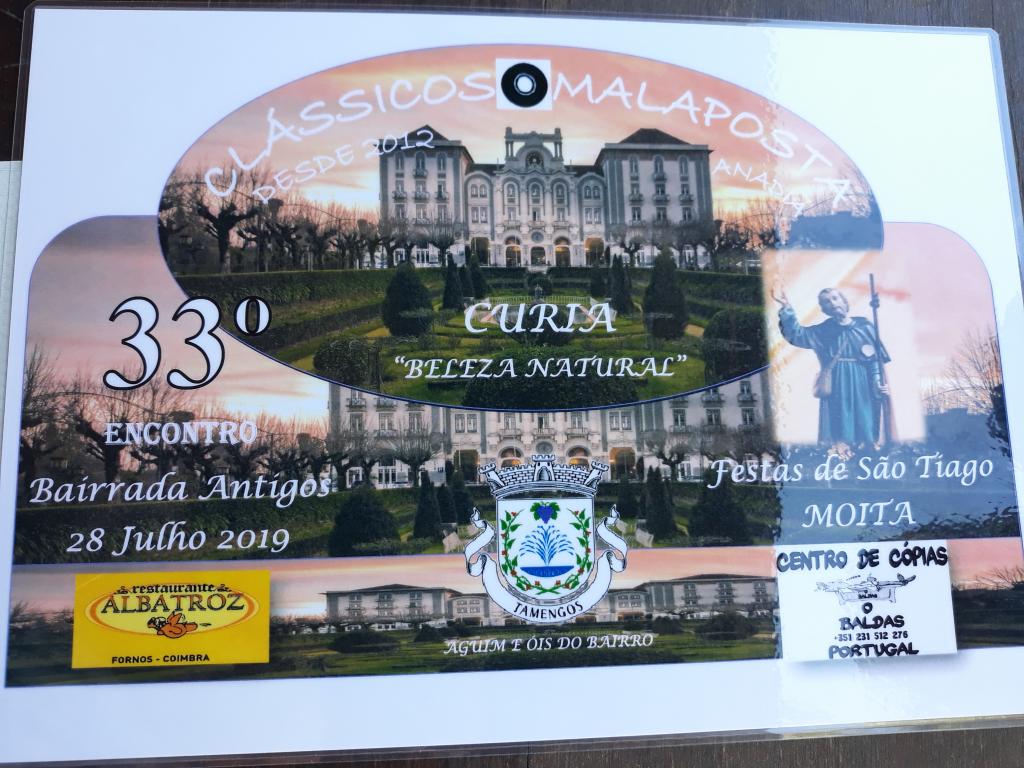 CLÁSSICOS MALAPOSTA
DESDE 2012
ANADIA
33º
ENCONTRO
CURIA
"BELEZA NATURAL"
Bairrada Antigos
28 Julho 2019
Festas de São Tiago
MOITA
TAMENGOS
AGUIM E ÓIS DO BAIRRO
restaurante
ALBATROZ
FORNOS - COIMBRA
CENTRO DE CÓPIAS
O
BALDAS
+351 231 512 276
PORTUGAL